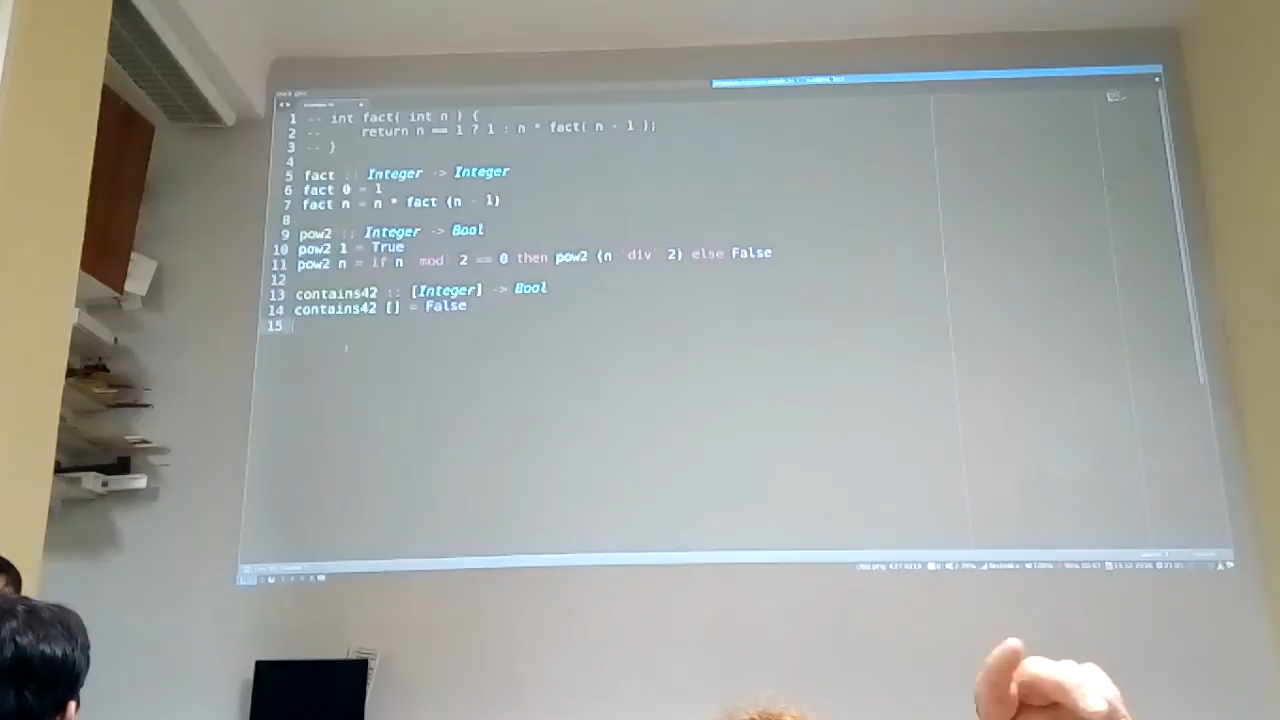 1 -- int fact( int n ) {
2 -- return n == 1 ? 1 : n * fact( n - 1 );
3 -- }
4
5 fact :: Integer -> Integer
6 fact 0 = 1
7 fact n = n * fact (n - 1)
8
9 pow2 :: Integer -> Bool
10 pow2 1 = True
11 pow2 n = if n `mod` 2 == 0 then pow2 (n `div` 2) else False
12
13 contains42 :: [Integer] -> Bool
14 contains42 [] = False
15